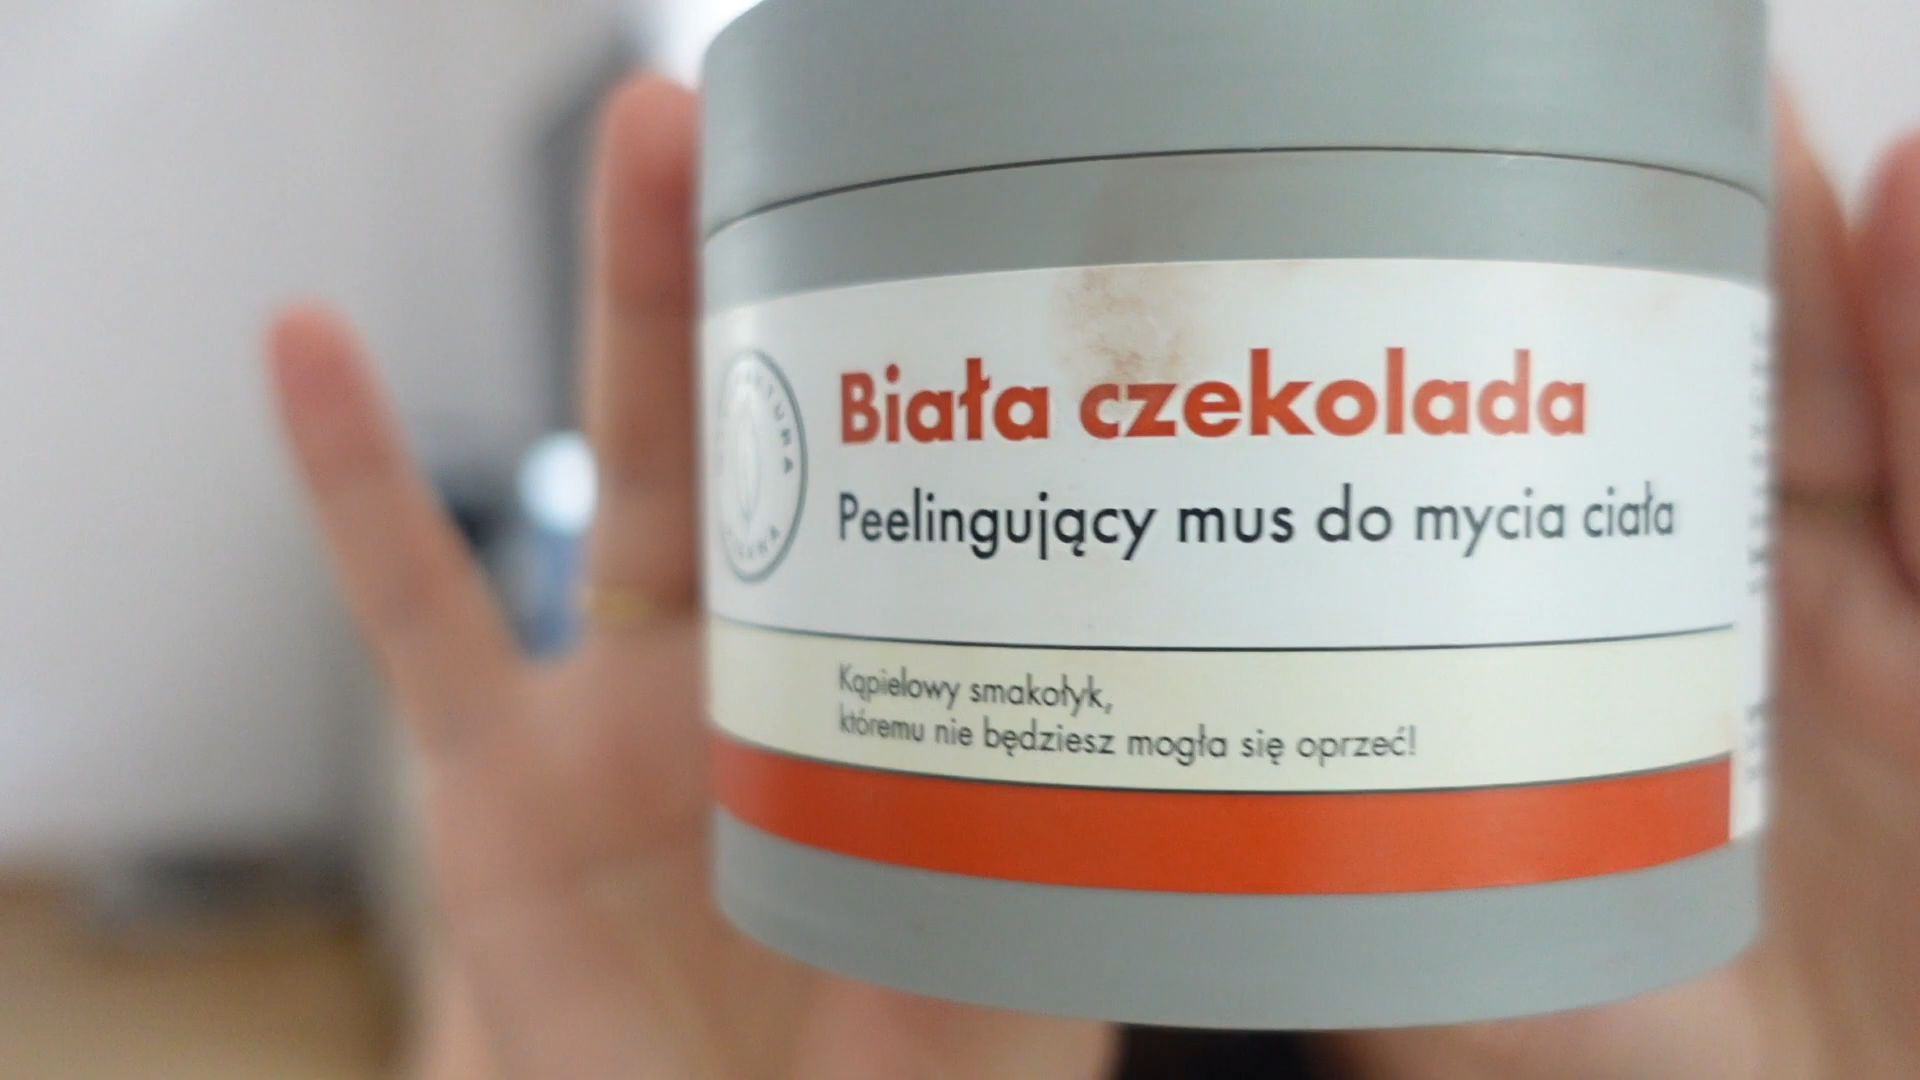 Biała czekolada
Peelingujący mus do mycia ciała
Kąpielowy smakołyk,
któremu nie będziesz mogła się oprzeć!